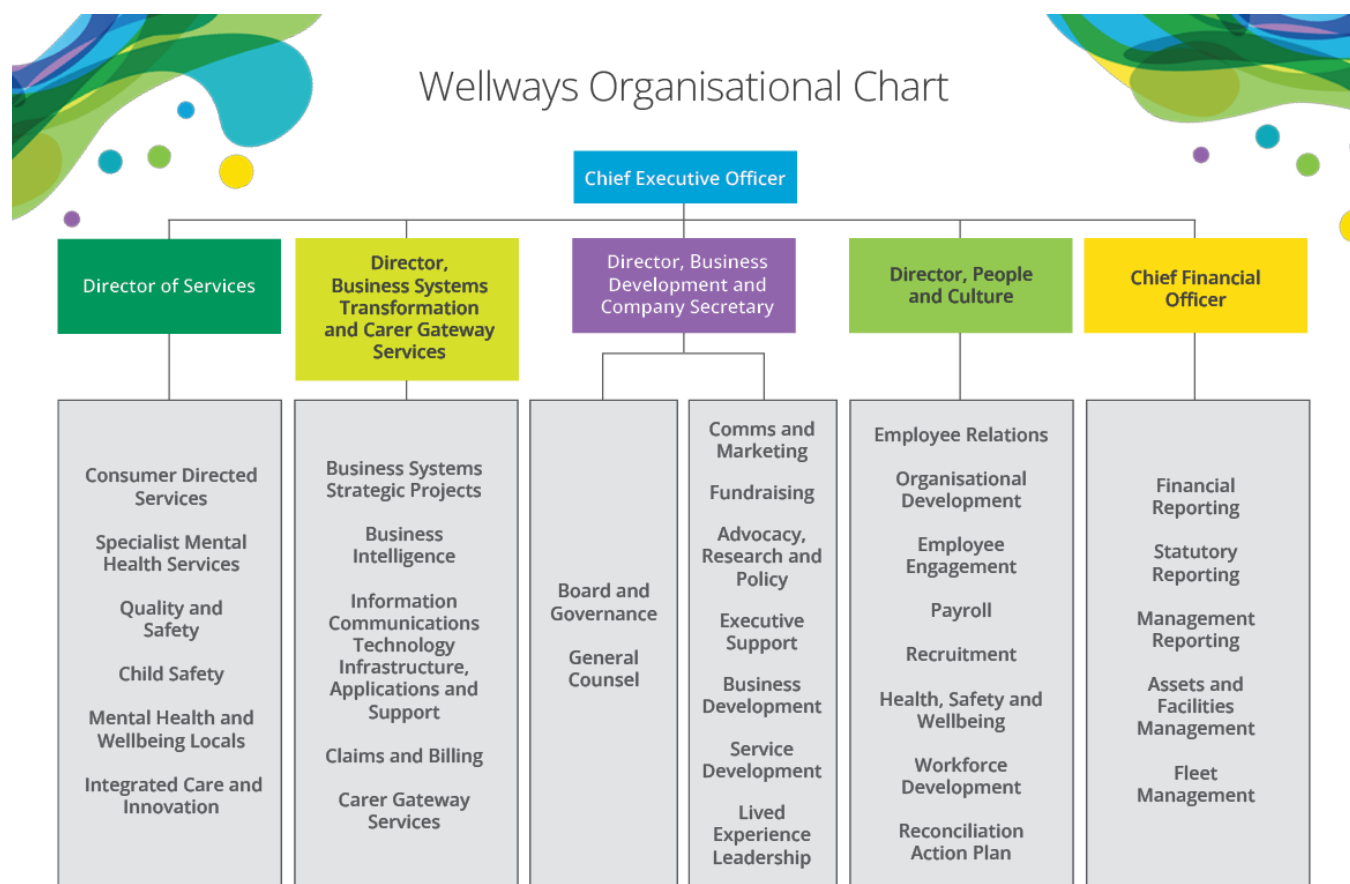 Wellways Organisational Chart
Chief Executive Officer
Director of Services
Director,
Business Systems
Transformation
and Carer Gateway
Services
Director, Business
Development and
Company Secretary
Director, People
and Culture
Chief Financial
Officer
Consumer Directed
Services
Specialist Mental
Health Services
Quality and
Safety
Child Safety
Mental Health and
Wellbeing Locals
Integrated Care and
Innovation
Business Systems
Strategic Projects
Business
Intelligence
Information
Communications
Technology
Infrastructure,
Applications and
Support
Claims and Billing
Carer Gateway
Services
Board and
Governance
General
Counsel
Comms and
Marketing
Fundraising
Advocacy,
Research and
Policy
Executive
Support
Business
Development
Service
Development
Lived
Experience
Leadership
Employee Relations
Organisational
Development
Employee
Engagement
Payroll
Recruitment
Health, Safety and
Wellbeing
Workforce
Development
Reconciliation
Action Plan
Financial
Reporting
Statutory
Reporting
Management
Reporting
Assets and
Facilities
Management
Fleet
Management